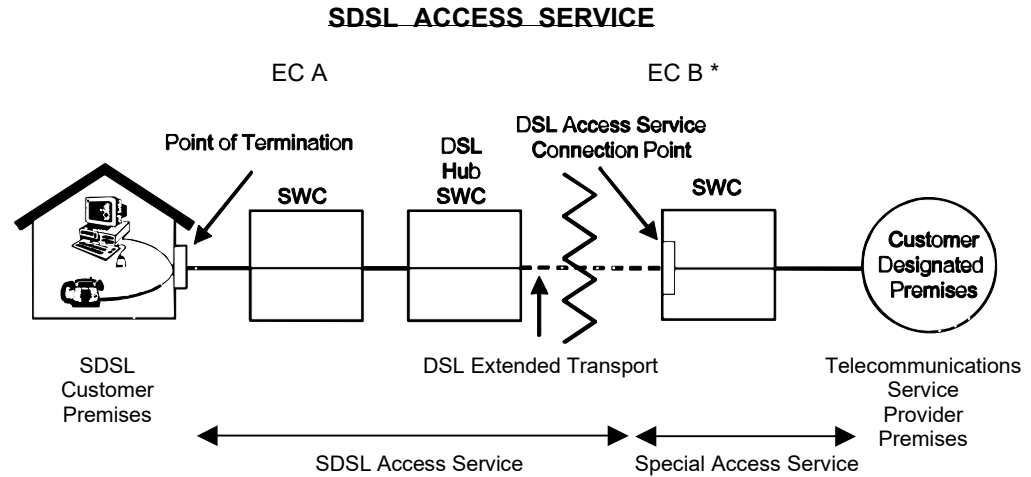 SDSL ACCESS SERVICE
EC A
EC B *
Point of Termination
DSL
Hub
SWC
DSL Access Service
Connection Point
SWC
SWC
Customer
Designated
Premises
SDSL
Customer
Premises
DSL Extended Transport
Telecommunications
Service
Provider
Premises
SDSL Access Service
Special Access Service